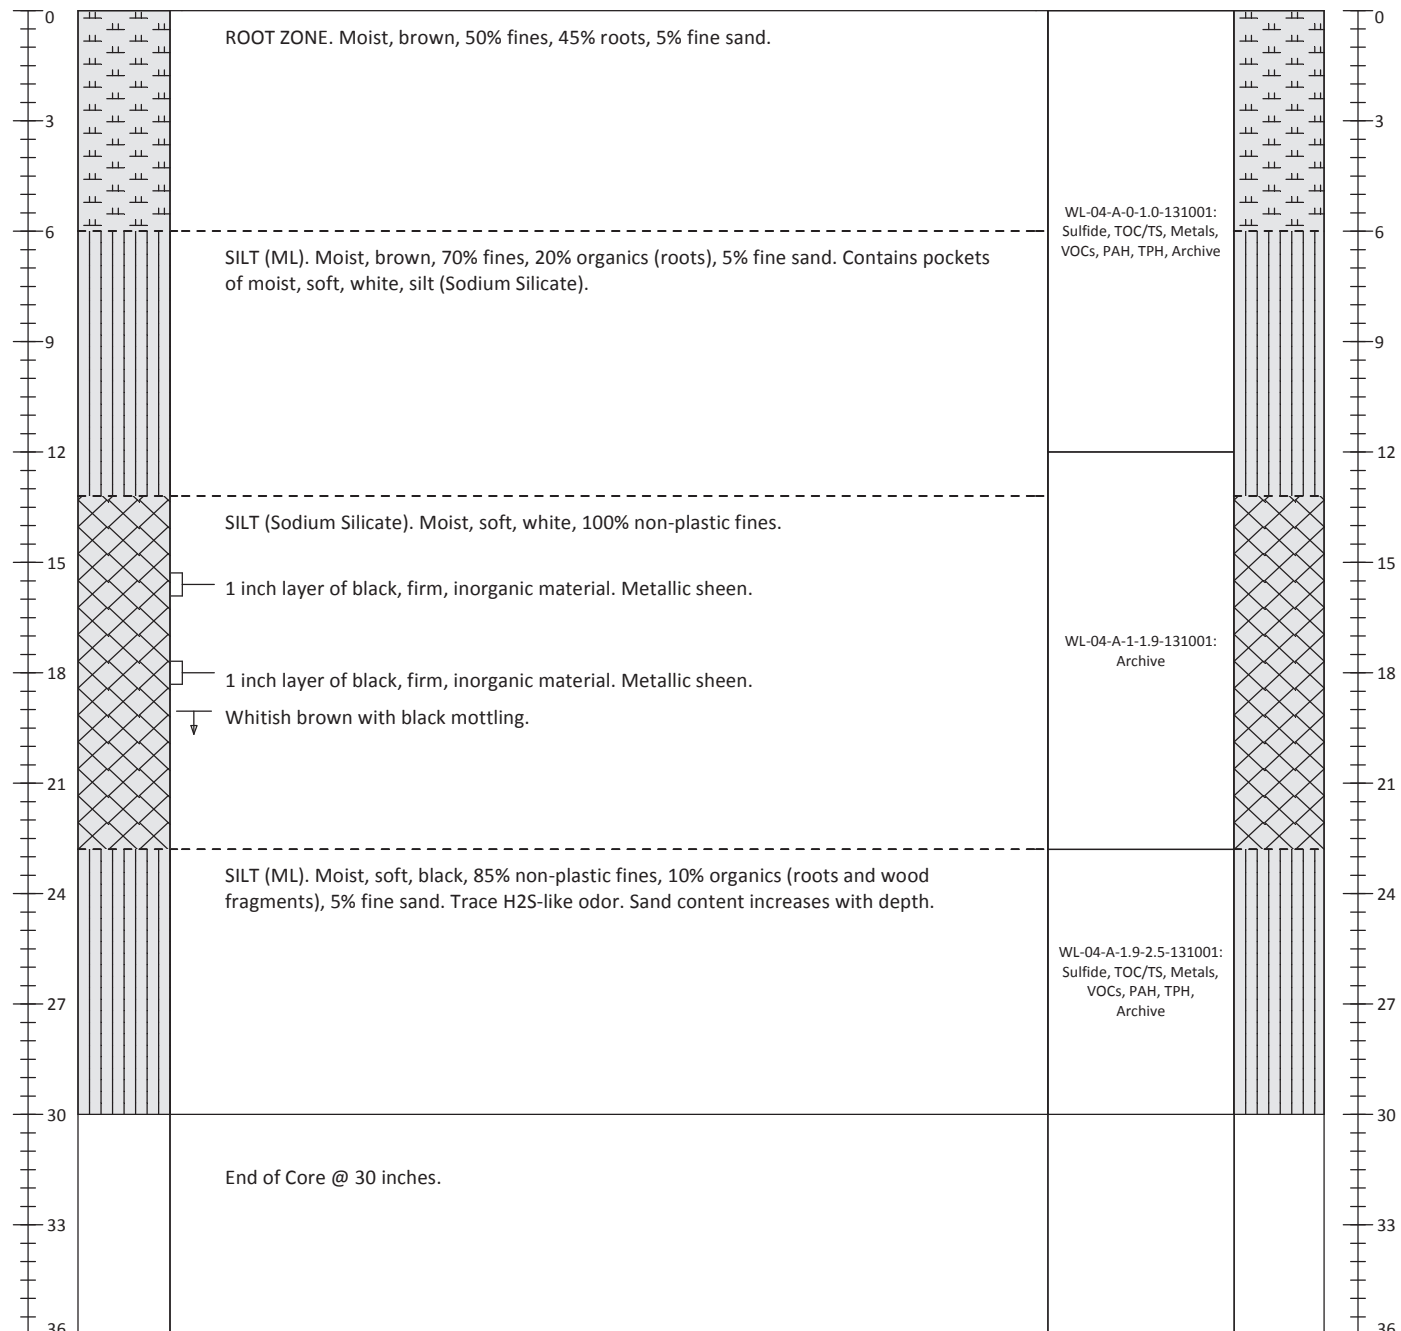 0
3
6
9
12
15
18
21
24
27
30
33
36
ROOT ZONE. Moist, brown, 50% fines, 45% roots, 5% fine sand.
SILT (ML). Moist, brown, 70% fines, 20% organics (roots), 5% fine sand. Contains pockets
of moist, soft, white, silt (Sodium Silicate).
SILT (Sodium Silicate). Moist, soft, white, 100% non-plastic fines.
1 inch layer of black, firm, inorganic material. Metallic sheen.
1 inch layer of black, firm, inorganic material. Metallic sheen.
Whitish brown with black mottling.
SILT (ML). Moist, soft, black, 85% non-plastic fines, 10% organics (roots and wood
fragments), 5% fine sand. Trace H2S-like odor. Sand content increases with depth.
End of Core @ 30 inches.
WL-04-A-0-1.0-131001:
Sulfide, TOC/TS, Metals,
VOCs, PAH, TPH, Archive
WL-04-A-1-1.9-131001:
Archive
WL-04-A-1.9-2.5-131001:
Sulfide, TOC/TS, Metals,
VOCs, PAH, TPH,
Archive
0
3
6
9
12
15
18
21
24
27
30
33
36